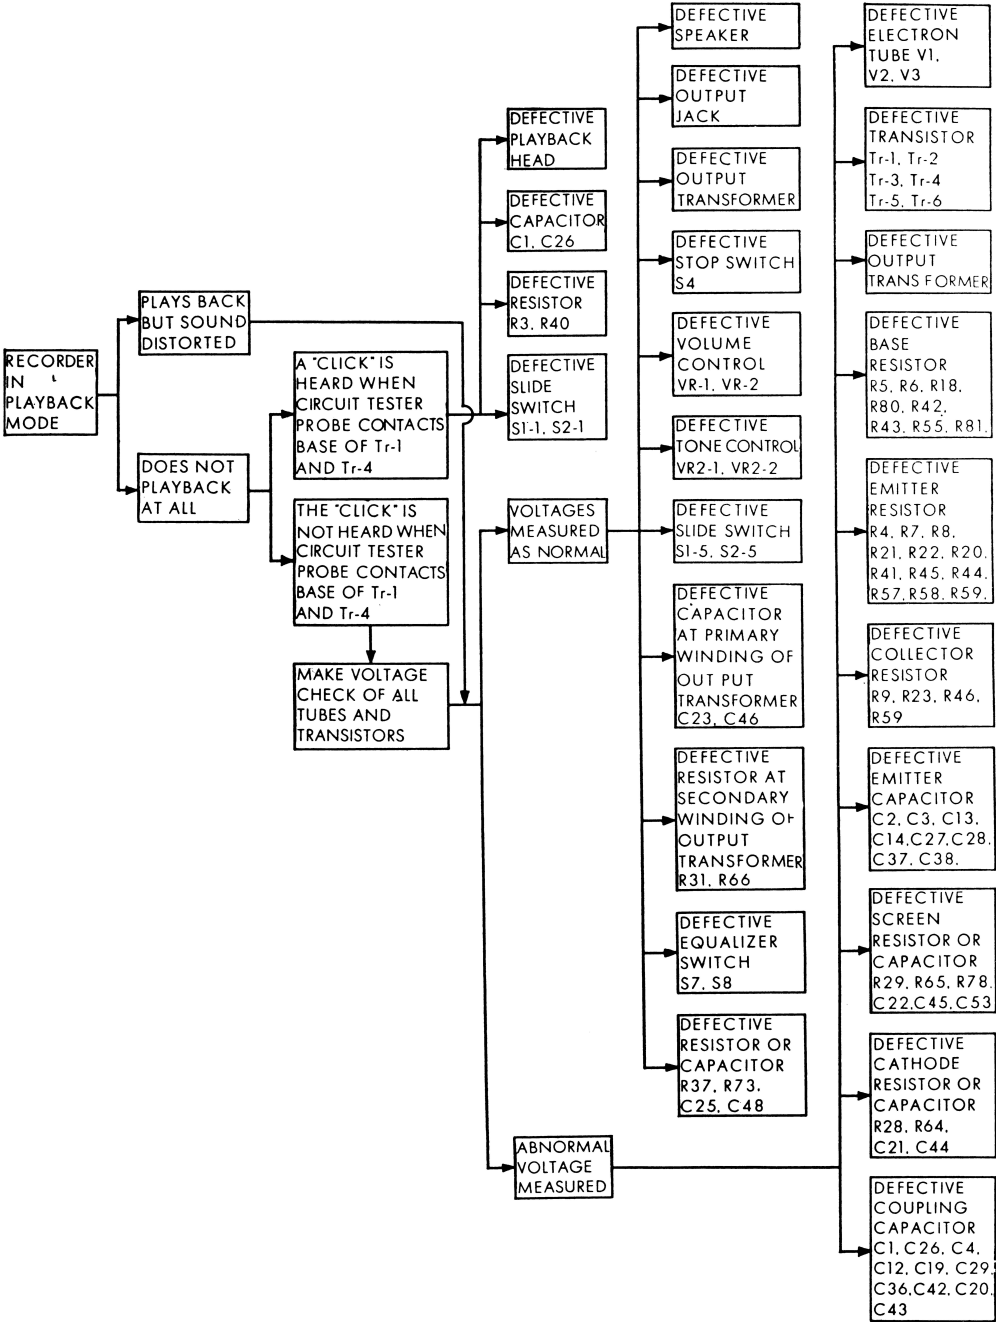 RECORDER
IN
PLAYBACK
MODE
PLAYS BACK
BUT SOUND
DISTORTED
DOES NOT
PLAYBACK
AT ALL
A "CLICK" IS
HEARD WHEN
CIRCUIT TESTER
PROBE CONTACTS
BASE OF Tr-1
AND Tr-4
THE "CLICK" IS
NOT HEARD WHEN
CIRCUIT TESTER
PROBE CONTACTS
BASE OF Tr-1
AND Tr-4
MAKE VOLTAGE
CHECK OF ALL
TUBES AND
TRANSISTORS
DEFECTIVE
PLAYBACK
HEAD
DEFECTIVE
CAPACITOR
C1, C26
DEFECTIVE
RESISTOR
R3, R40
DEFECTIVE
SLIDE
SWITCH
S1-1, S2-1
VOLTAGES
MEASURED
AS NORMAL
ABNORMAL
VOLTAGE
MEASURED
DEFECTIVE
SPEAKER
DEFECTIVE
OUTPUT
JACK
DEFECTIVE
OUTPUT
TRANSFORMER
DEFECTIVE
STOP SWITCH
S4
DEFECTIVE
VOLUME
CONTROL
VR-1, VR-2
DEFECTIVE
TONE CONTROL
VR2-1, VR2-2
DEFECTIVE
SLIDE SWITCH
S1-5, S2-5
DEFECTIVE
CAPACITOR
AT PRIMARY
WINDING OF
OUT PUT
TRANSFORMER
C23, C46
DEFECTIVE
RESISTOR AT
SECONDARY
WINDING OF
OUTPUT
TRANSFORMER
R31, R66
DEFECTIVE
EQUALIZER
SWITCH
S7, S8
DEFECTIVE
RESISTOR OR
CAPACITOR
R37, R73,
C25, C48
DEFECTIVE
ELECTRON
TUBE V1,
V2, V3
DEFECTIVE
TRANSISTOR
Tr-1, Tr-2
Tr-3, Tr-4
Tr-5, Tr-6
DEFECTIVE
OUTPUT
TRANS FORMER
DEFECTIVE
BASE
RESISTOR
R5, R6, R18,
R80, R42,
R43, R55, R81,
DEFECTIVE
EMITTER
RESISTOR
R4, R7, R8,
R21, R22, R20,
R41, R45, R44,
R57, R58, R59,
DEFECTIVE
COLLECTOR
RESISTOR
R9, R23, R46,
R59
DEFECTIVE
EMITTER
CAPACITOR
C2, C3, C13,
C14, C27, C28,
C37, C38,
DEFECTIVE
SCREEN
RESISTOR OR
CAPACITOR
R29, R65, R78,
C22, C45, C53
DEFECTIVE
CATHODE
RESISTOR OR
CAPACITOR
R28, R64,
C21, C44
DEFECTIVE
COUPLING
CAPACITOR
C1, C26, C4,
C12, C19, C29,
C36, C42, C20,
C43